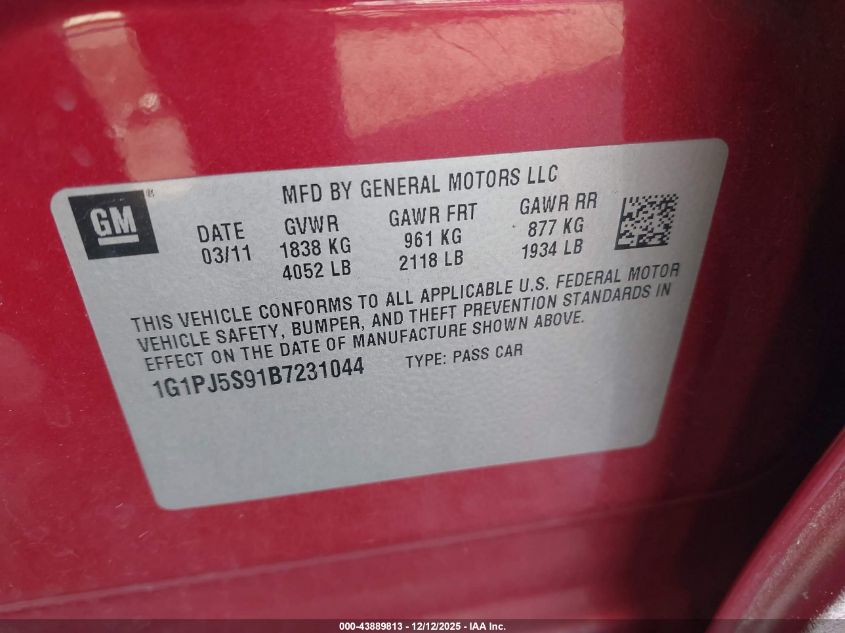 GM®
MFD BY GENERAL MOTORS LLC
DATE GVWR GAWR FRT GAWR RR
03/11 1838 KG 961 KG 877 KG
4052 LB 2118 LB 1934 LB
THIS VEHICLE CONFORMS TO ALL APPLICABLE U.S. FEDERAL MOTOR
VEHICLE SAFETY, BUMPER, AND THEFT PREVENTION STANDARDS IN
EFFECT ON THE DATE OF MANUFACTURE SHOWN ABOVE.
1G1PJ5S91B7231044 TYPE: PASS CAR
000-43889813 - 12/12/2025 - IAA Inc.